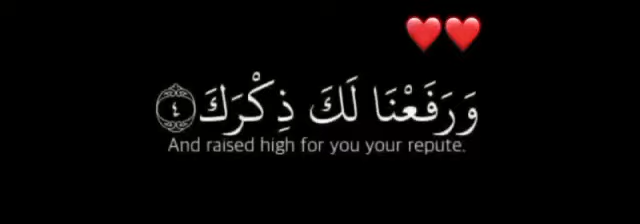 ❤️❤️
وَرَفَعْنَا لَكَ ذِكْرَكَ ٤
And raised high for you your repute.